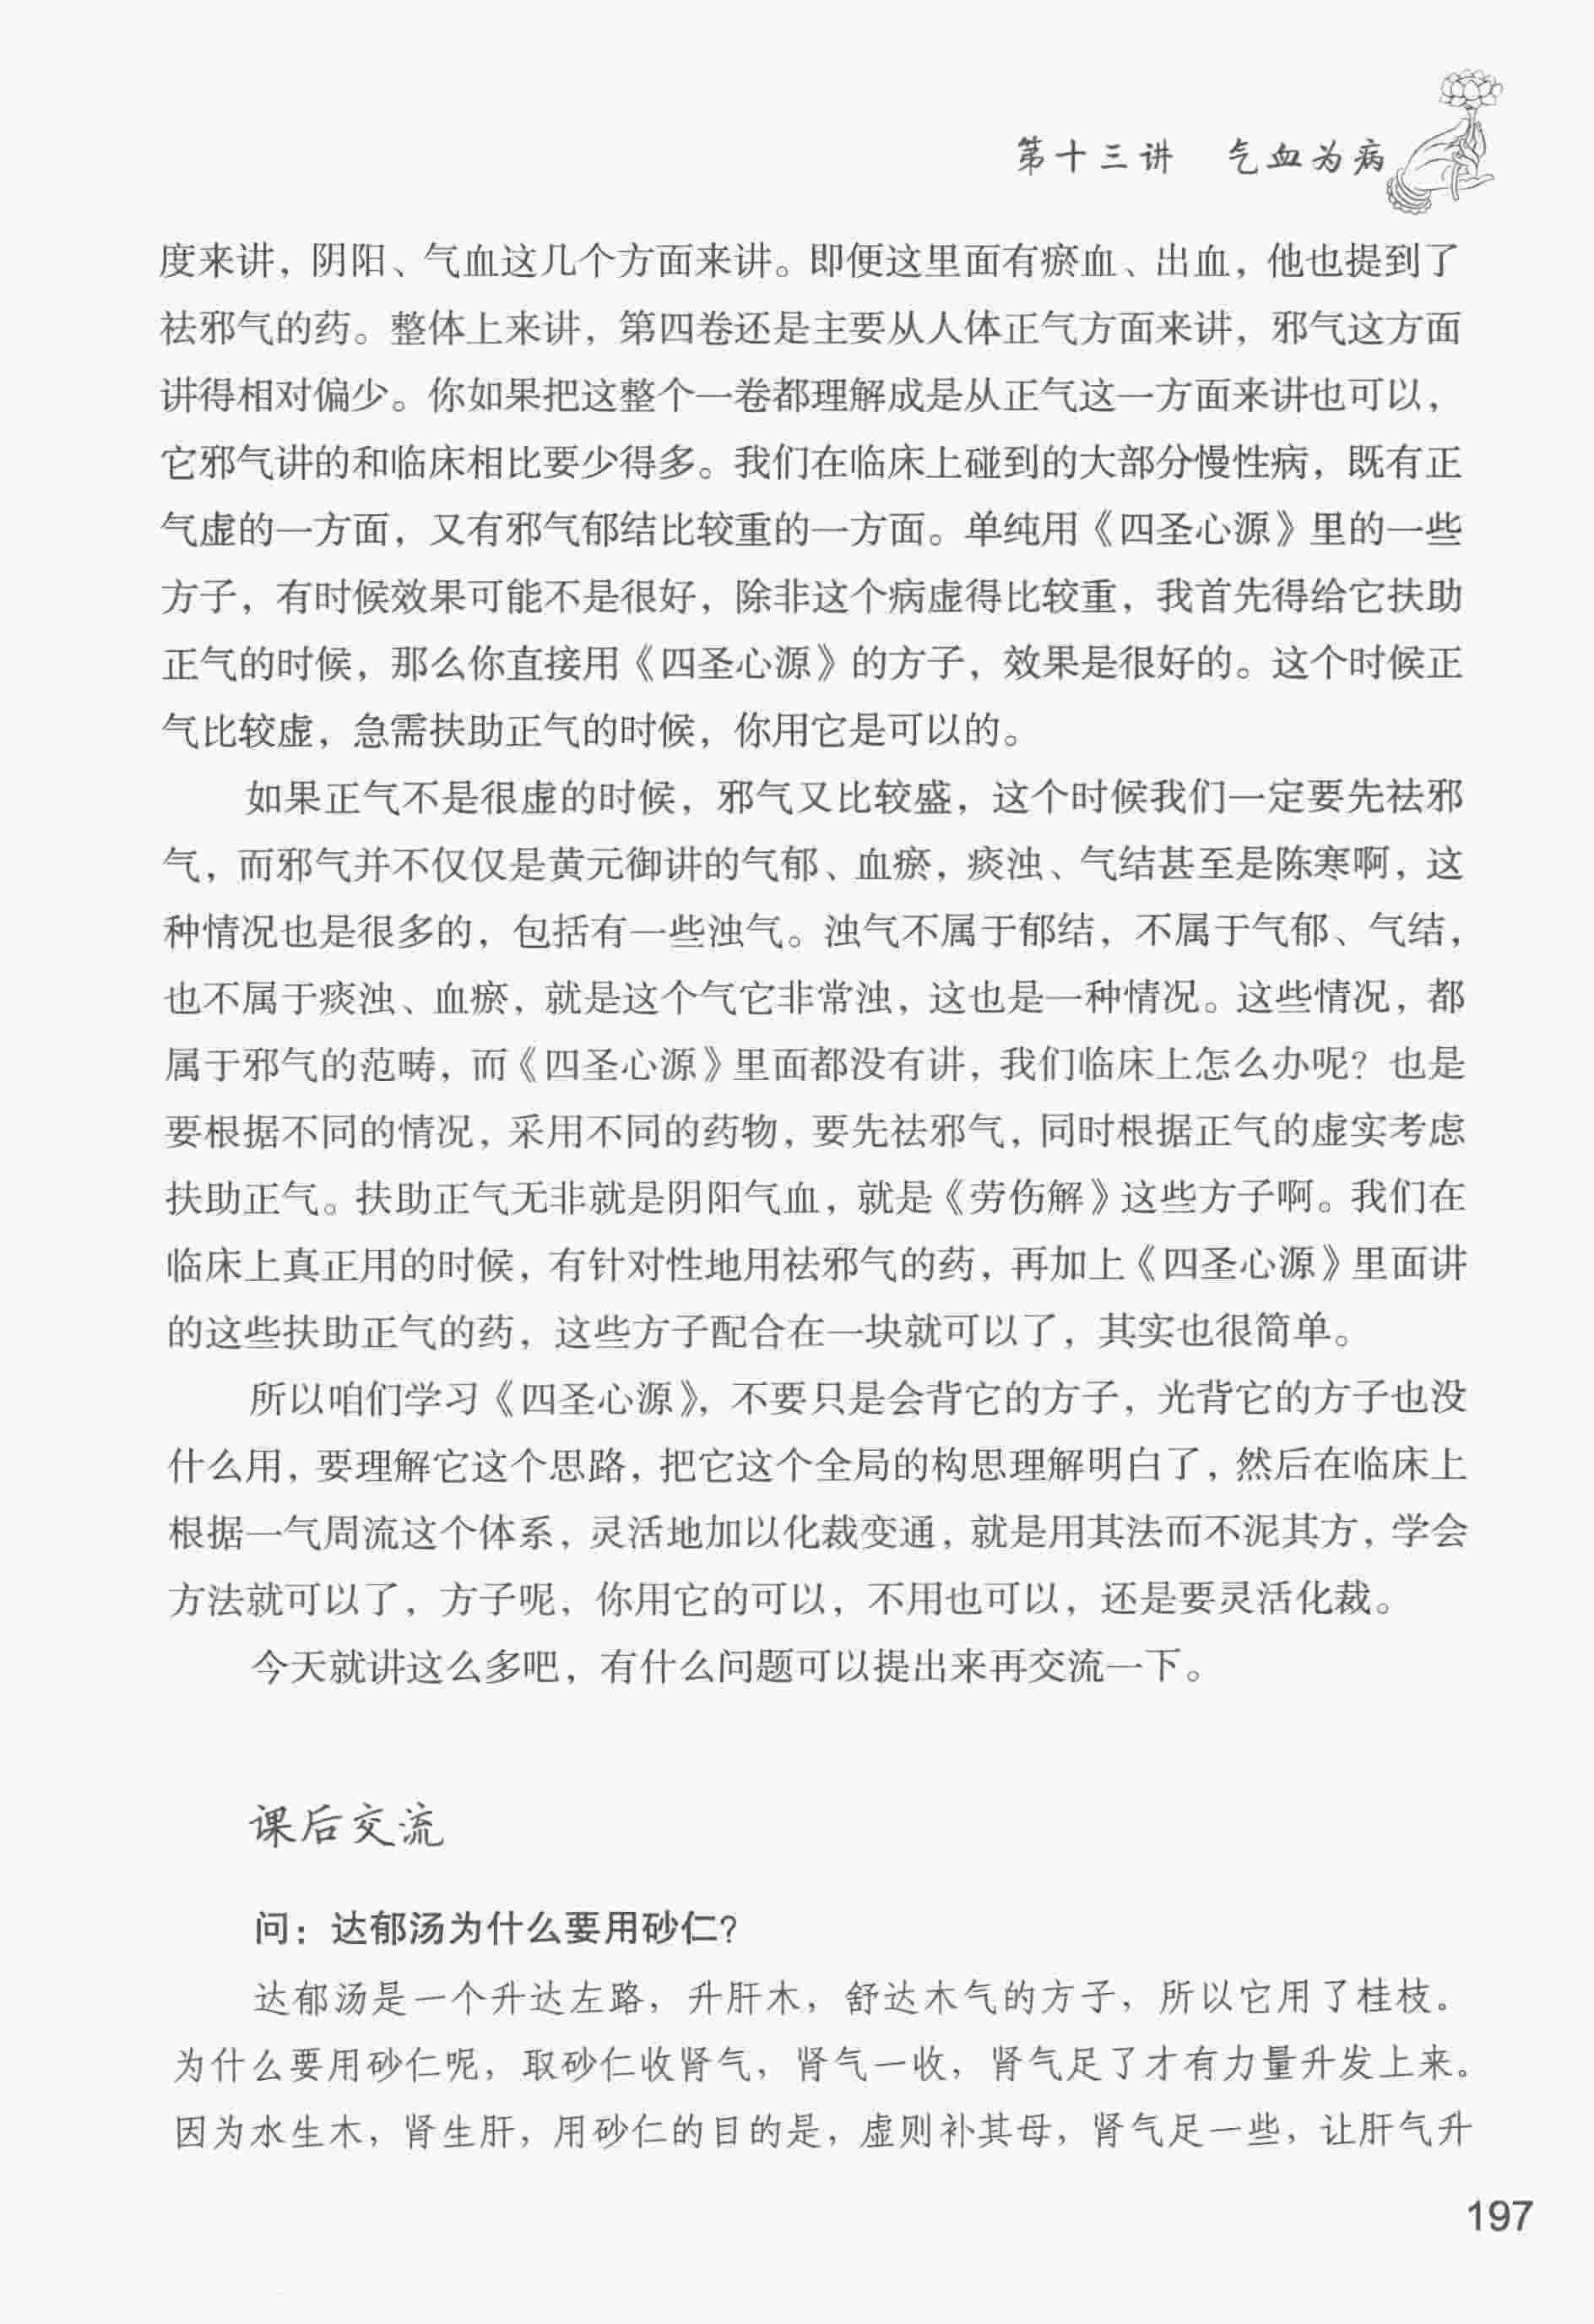 第十三讲 气血为病
度来讲，阴阳、气血这几个方面来讲。即便这里面有瘀血、出血，他也提到了
祛邪气的药。整体上来讲，第四卷还是主要从人体正气方面来讲，邪气这方面
讲得相对偏少。你如果把这整个一卷都理解成是从正气这一方面来讲也可以，
它邪气讲的和临床相比要少得多。我们在临床上碰到的大部分慢性病，既有正
气虚的一方面，又有邪气郁结比较重的一方面。单纯用《四圣心源》里的一些
方子，有时候效果可能不是很好，除非这个病虚得比较重，我首先得给它扶助
正气的时候，那么你直接用《四圣心源》的方子，效果是很好的。这个时候正
气比较虚，急需扶助正气的时候，你用它是可以的。
如果正气不是很虚的时候，邪气又比较盛，这个时候我们一定要先祛邪
气，而邪气并不仅仅是黄元御讲的气郁、血瘀，痰浊、气结甚至是陈寒啊，这
种情况也是很多的，包括有一些浊气。浊气不属于郁结，不属于气郁、气结，
也不属于痰浊、血瘀，就是这个气它非常浊，这也是一种情况。这些情况，都
属于邪气的范畴，而《四圣心源》里面都没有讲，我们临床上怎么办呢？也是
要根据不同的情况，采用不同的药物，要先祛邪气，同时根据正气的虚实考虑
扶助正气。扶助正气无非就是阴阳气血，就是《劳伤解》这些方子啊。我们在
临床上真正用的时候，有针对性地用祛邪气的药，再加上《四圣心源》里面讲
的这些扶助正气的药，这些方子配合在一块就可以了，其实也很简单。
所以咱们学习《四圣心源》，不要只是会背它的方子，光背它的方子也没
什么用，要理解它这个思路，把它这个全局的构思理解明白了，然后在临床上
根据一气周流这个体系，灵活地加以化裁变通，就是用其法而不泥其方，学会
方法就可以了，方子呢，你用它的可以，不用也可以，还是要灵活化裁。
今天就讲这么多吧，有什么问题可以提出来再交流一下。
课后交流
问：达郁汤为什么要用砂仁？
达郁汤是一个升达左路，升肝木，舒达木气的方子，所以它用了桂枝。
为什么要用砂仁呢，取砂仁收肾气，肾气一收，肾气足了才有力量升发上来。
因为水生木，肾生肝，用砂仁的目的是，虚则补其母，肾气足一些，让肝气升
197